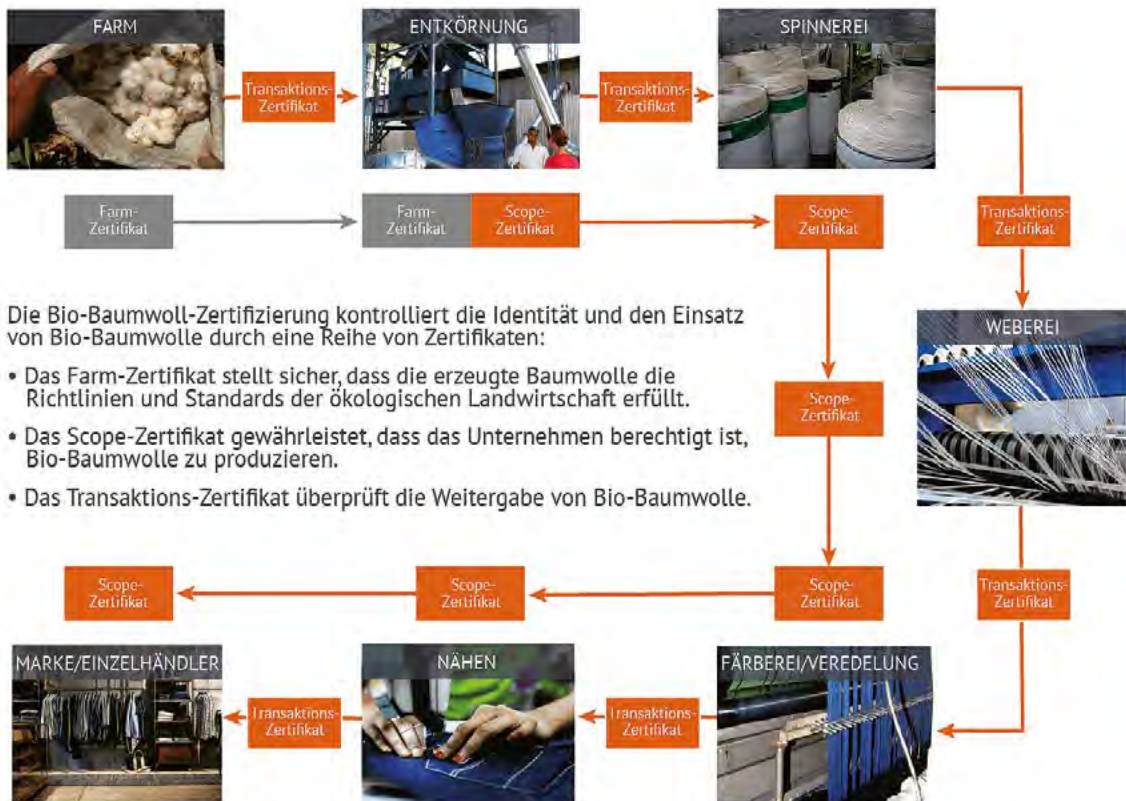 FARM
ENTKÖRNUNG
SPINNEREI
Transaktions-
Zertifikat
Transaktions-
Zertifikat
Farm-
Zertifikat
Farm-
Zertifikat
Scope-
Zertifikat
Scope-
Zertifikat
Transaktions-
Zertifikat
Die Bio-Baumwoll-Zertifizierung kontrolliert die Identität und den Einsatz
von Bio-Baumwolle durch eine Reihe von Zertifikaten:
• Das Farm-Zertifikat stellt sicher, dass die erzeugte Baumwolle die
Richtlinien und Standards der ökologischen Landwirtschaft erfüllt.
• Das Scope-Zertifikat gewährleistet, dass das Unternehmen berechtigt ist,
Bio-Baumwolle zu produzieren.
• Das Transaktions-Zertifikat überprüft die Weitergabe von Bio-Baumwolle.
WEBEREI
Scope-
Zertifikat
Scope-
Zertifikat
Scope-
Zertifikat
Scope-
Zertifikat
Transaktions-
Zertifikat
MARKE/EINZELHÄNDLER
NÄHEN
FÄRBEREI/VEREDELUNG
Transaktions-
Zertifikat
Transaktions-
Zertifikat